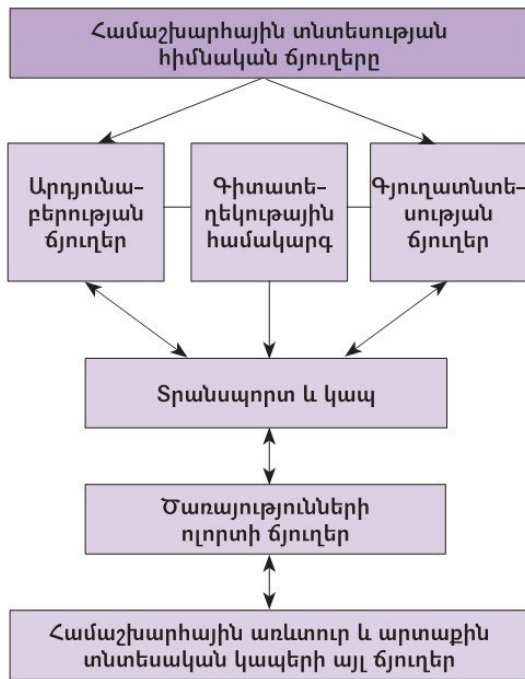 Համաշխարհային տնտեսության
հիմնական ճյուղերը
Արդյունա-
բերության
ճյուղեր
Գիտատե-
ղեկութային
համակարգ
Գյուղատնտե-
սության
ճյուղեր
Տրանսպորտ և կապ
Ծառայությունների
ոլորտի ճյուղեր
Համաշխարհային առևտուր և արտաքին
տնտեսական կապերի այլ ճյուղեր